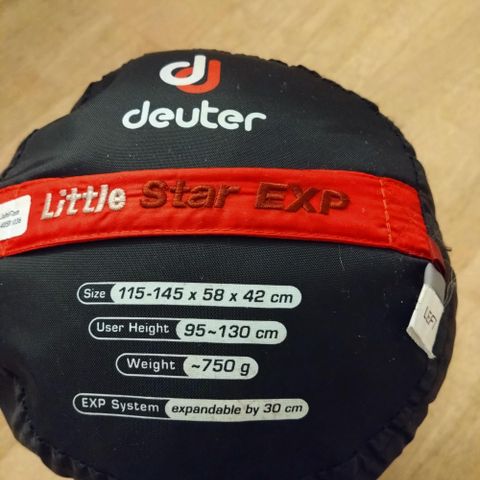 deuter
Little Star EXP
Size 115-145 x 58 x 42 cm
User Height 95~130 cm
Weight ~750 g
EXP System expandable by 30 cm
LEFT